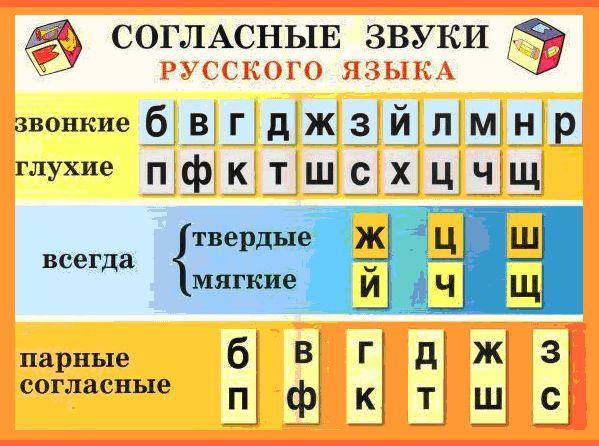 СОГЛАСНЫЕ ЗВУКИ
РУССКОГО ЯЗЫКА
звонкие б в г д ж з й л м н р
глухие п ф к т ш с х ц ч щ
всегда { твердые ж ц ш
мягкие й ч щ
парные согласные
б в г д ж з
п ф к т ш с